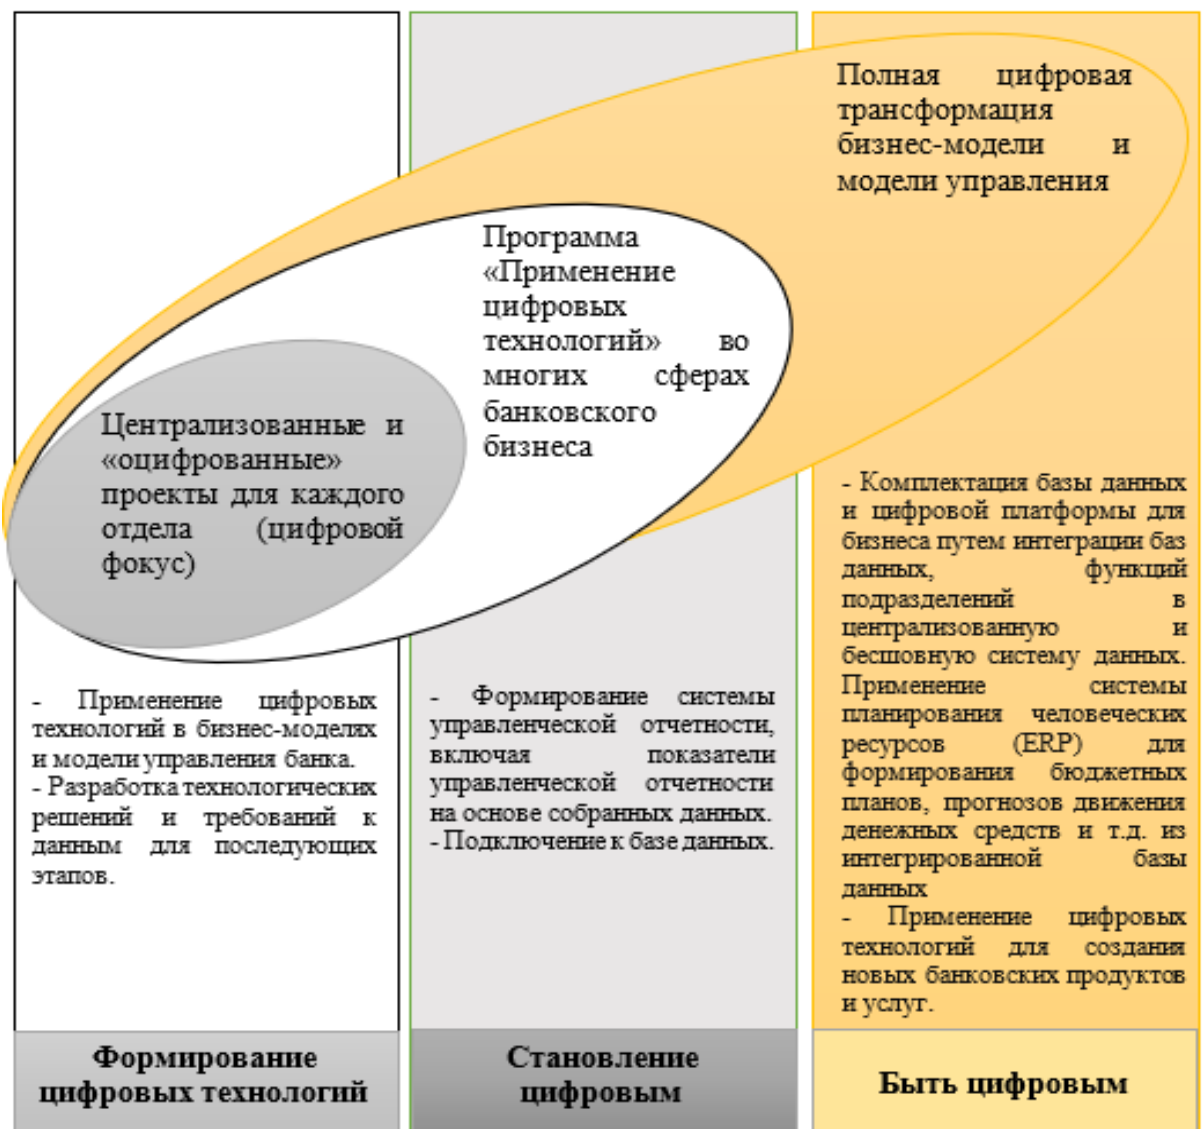 Полная цифровая
трансформация
бизнес-модели и
модели управления
Программа
«Применение
цифровых
технологий» во
многих сферах
банковского
бизнеса
Централизованные и
«оцифрованные»
проекты для каждого
отдела (цифровой
фокус)
- Применение цифровых
технологий в бизнес-моделях
и модели управления банка.
- Разработка технологических
решений и требований к
данным для последующих
этапов.
- Формирование системы
управленческой отчетности,
включая показатели
управленческой отчетности
на основе собранных данных.
- Подключение к базе данных.
- Комплектация базы данных
и цифровой платформы для
бизнеса путем интеграции баз
данных, функций
подразделений в
централизованную и
бесшовную систему данных.
Применение системы
планирования человеческих
ресурсов (ERP) для
формирования бюджетных
планов, прогнозов движения
денежных средств и т.д. из
интегрированной базы
данных
- Применение цифровых
технологий для создания
новых банковских продуктов
и услуг.
Формирование
цифровых технологий
Становление
цифровым
Быть цифровым